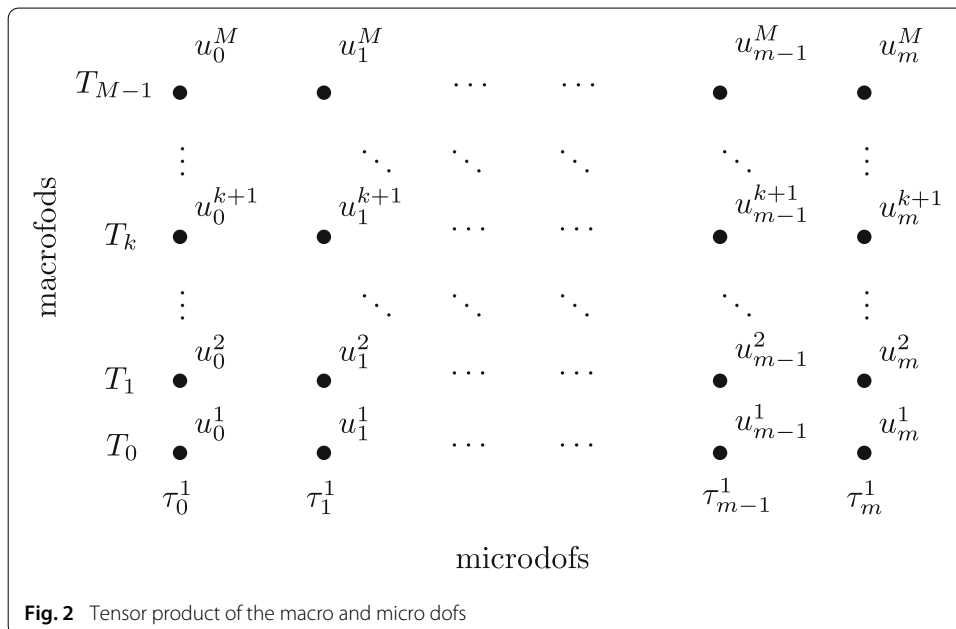 u_0^M u_1^M u_{m-1}^M u_m^M
T_{M-1} ··· ···
⋮ ⋱ ⋱ ⋱ ⋱ ⋮
u_0^{k+1} u_1^{k+1} u_{m-1}^{k+1} u_m^{k+1}
T_k ··· ···
macrofods
⋮ ⋱ ⋱ ⋱ ⋱ ⋮
u_0^2 u_1^2 u_{m-1}^2 u_m^2
T_1 ··· ···
u_0^1 u_1^1 u_{m-1}^1 u_m^1
T_0 ··· ···
τ_0^1 τ_1^1 τ_{m-1}^1 τ_m^1
microdofs
Fig. 2 Tensor product of the macro and micro dofs